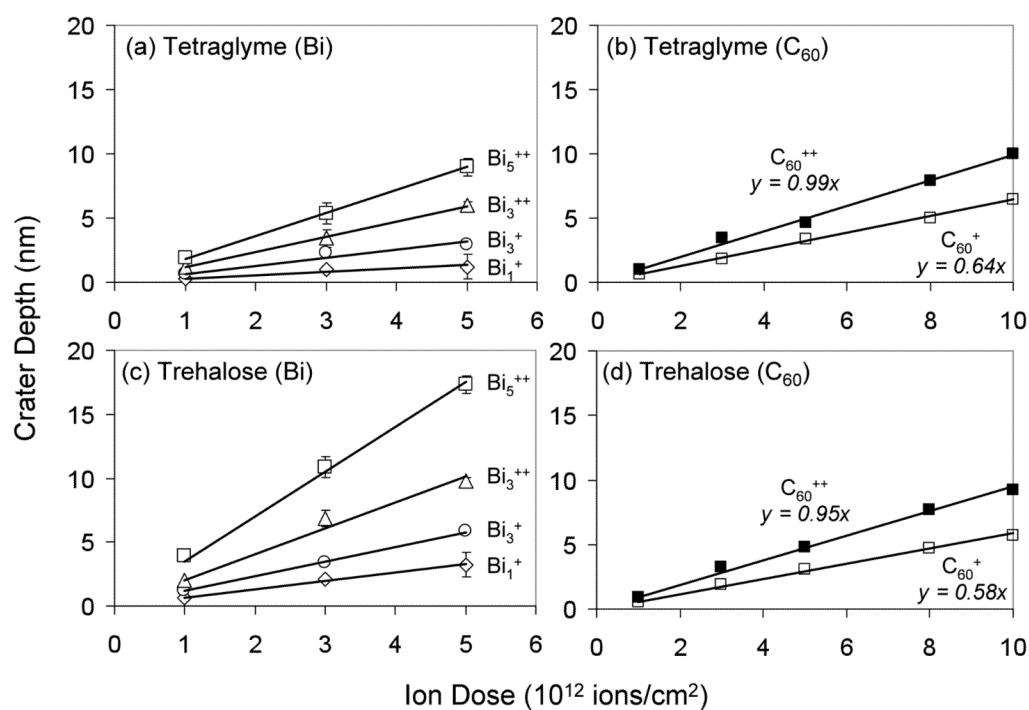 Crater Depth (nm)
(a) Tetraglyme (Bi)
20
15
10
5
0
0 1 2 3 4 5 6
Bi₅⁺⁺
Bi₃⁺⁺
Bi₃⁺
Bi₁⁺
(b) Tetraglyme (C₆₀)
20
15
10
5
0
0 2 4 6 8 10
C₆₀⁺⁺
y = 0.99x
C₆₀⁺
y = 0.64x
(c) Trehalose (Bi)
20
15
10
5
0
0 1 2 3 4 5 6
Bi₅⁺⁺
Bi₃⁺⁺
Bi₃⁺
Bi₁⁺
(d) Trehalose (C₆₀)
20
15
10
5
0
0 2 4 6 8 10
C₆₀⁺⁺
y = 0.95x
C₆₀⁺
y = 0.58x
Ion Dose (10¹² ions/cm²)